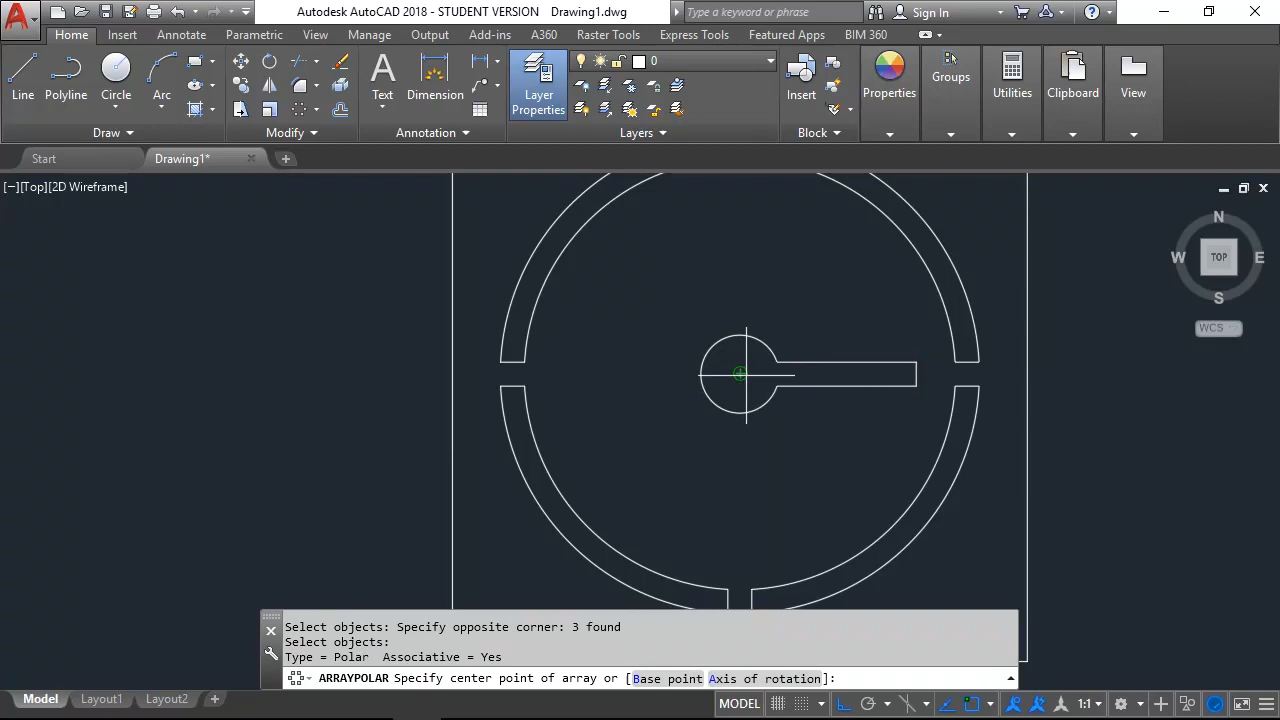 Autodesk AutoCAD 2018 - STUDENT VERSION Drawing1.dwg Type a keyword or phrase Sign In
Home Insert Annotate Parametric View Manage Output Add-ins A360 Raster Tools Express Tools Featured Apps BIM 360
0
Line Polyline Circle Arc Text Dimension Layer Properties Insert Properties Groups Utilities Clipboard View
Draw Modify Annotation Layers Block
Start Drawing1*
[−][Top][2D Wireframe]
N
W TOP E
S
WCS
Select objects: Specify opposite corner: 3 found
Select objects:
Type = Polar Associative = Yes
ARRAYPOLAR Specify center point of array or [Base point Axis of rotation]:
Model Layout1 Layout2 MODEL 1:1